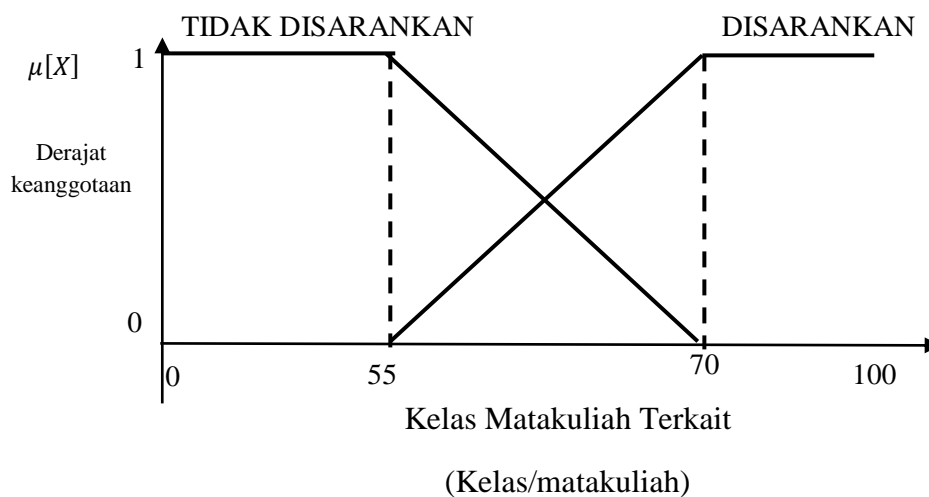 TIDAK DISARANKAN DISARANKAN
μ[X] 1
Derajat
keanggotaan
0
0 55 70 100
Kelas Matakuliah Terkait
(Kelas/matakuliah)